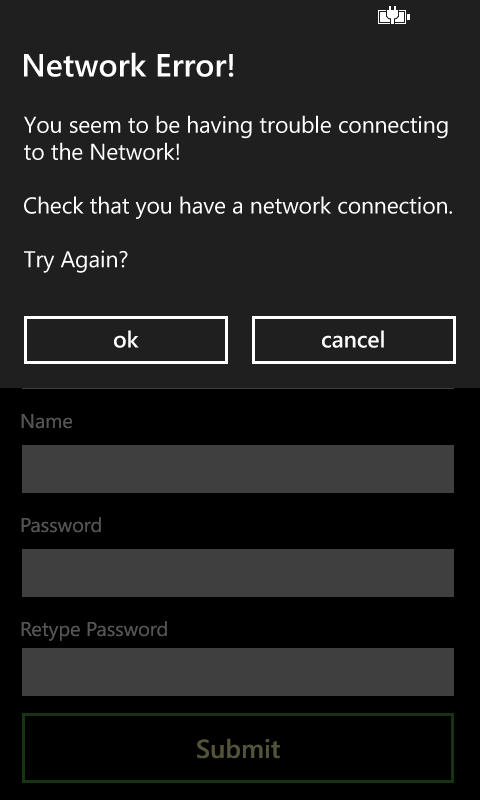 Network Error!
You seem to be having trouble connecting
to the Network!
Check that you have a network connection.
Try Again?
ok
cancel
Name
Password
Retype Password
Submit